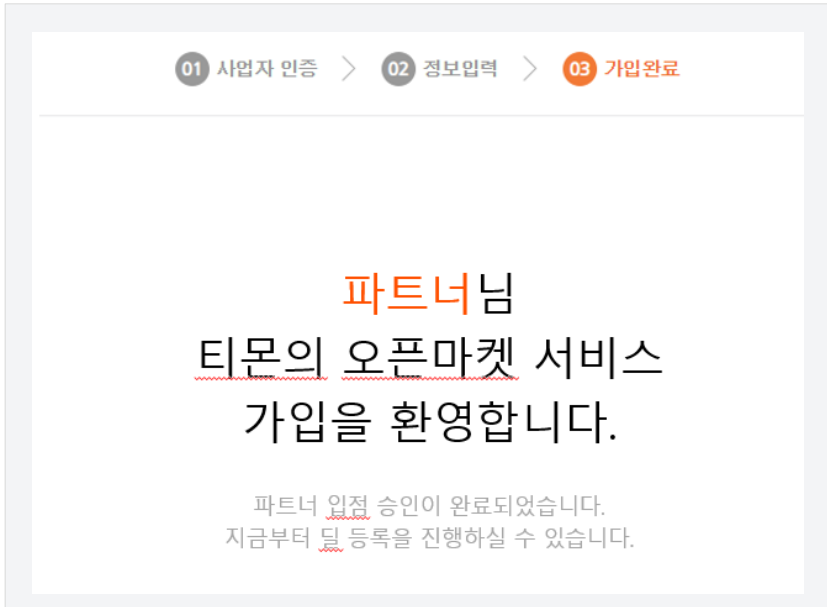 01 사업자 인증 > 02 정보입력 > 03 가입완료
파트너님
티몬의 오픈마켓 서비스
가입을 환영합니다.
파트너 입점 승인이 완료되었습니다.
지금부터 딜 등록을 진행하실 수 있습니다.